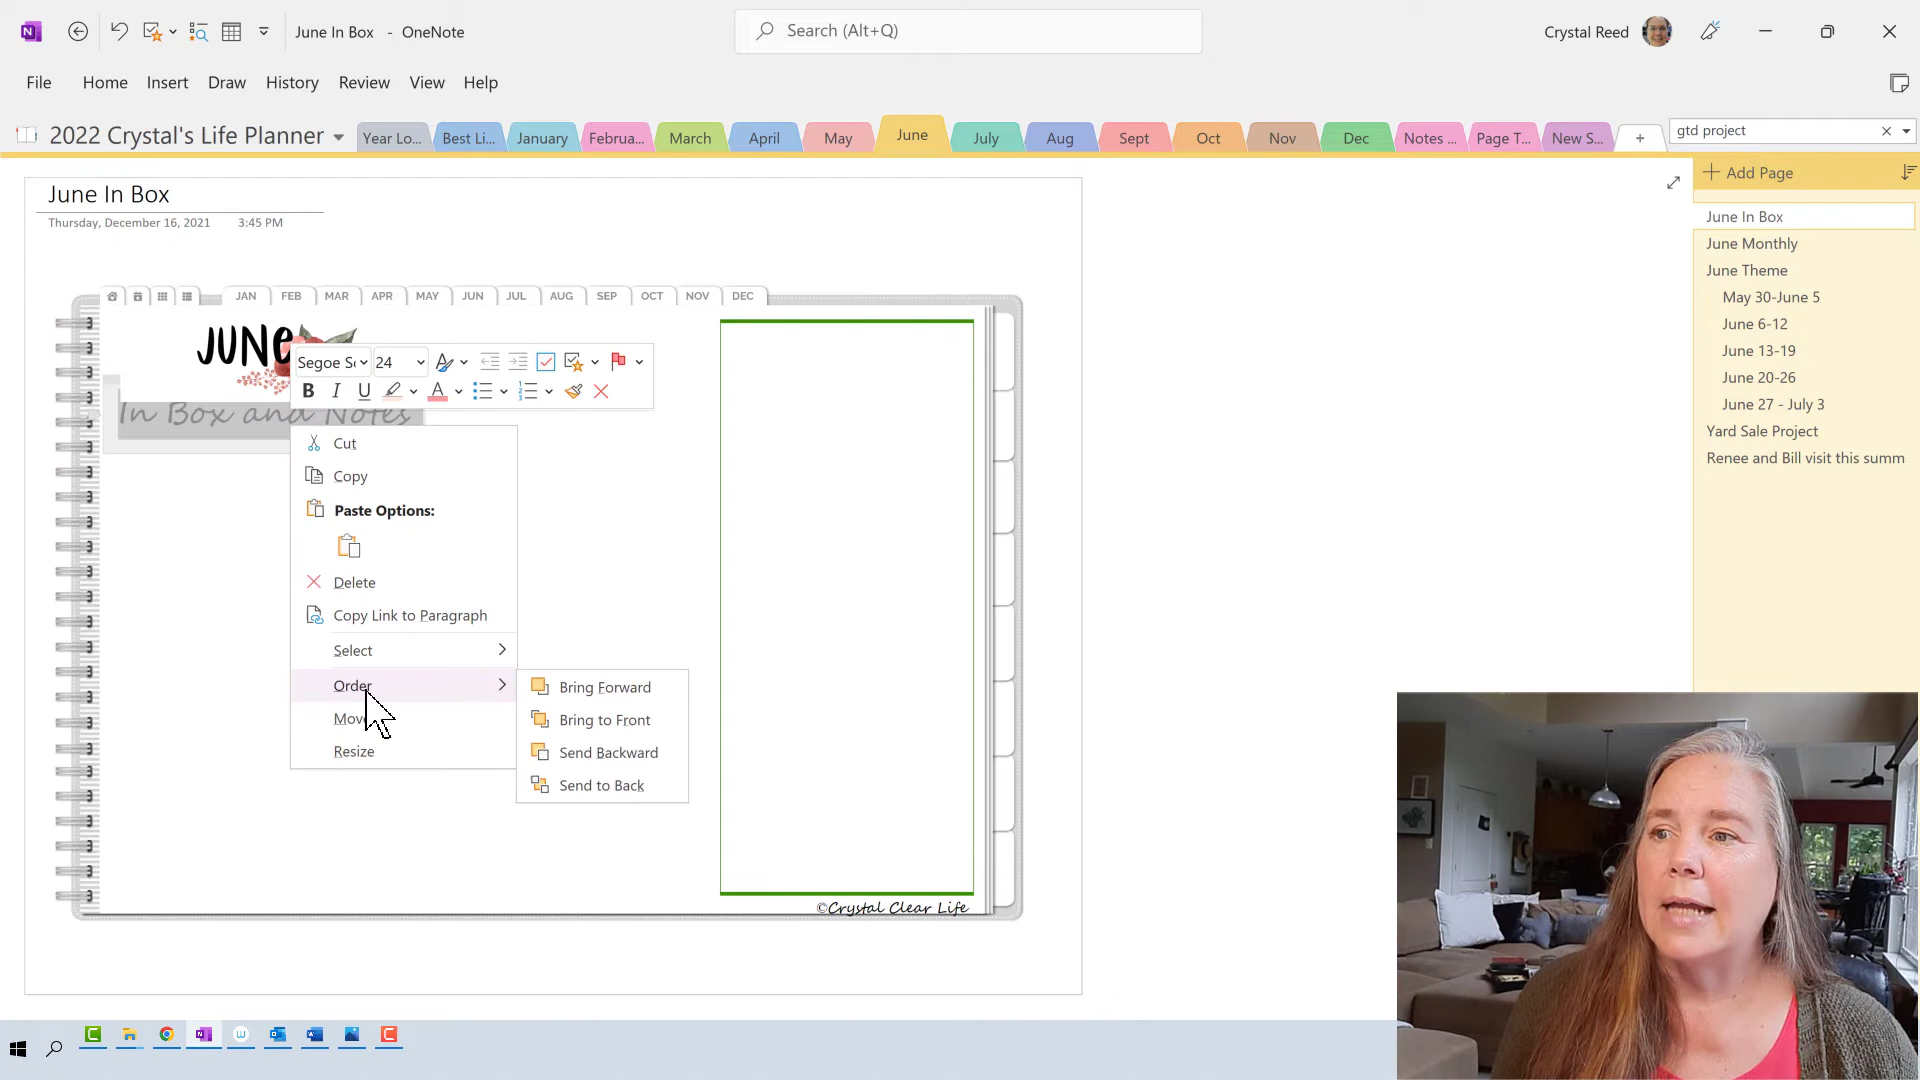 June In Box - OneNote
Search (Alt+Q)
Crystal Reed
File Home Insert Draw History Review View Help
2022 Crystal's Life Planner
Year Lo... Best Li... January Februa... March April May June July Aug Sept Oct Nov Dec Notes ... Page T... New S... +
gtd project
Add Page
June In Box
June Monthly
June Theme
May 30-June 5
June 6-12
June 13-19
June 20-26
June 27 - July 3
Yard Sale Project
Renee and Bill visit this summ
June In Box
Thursday, December 16, 2021 3:45 PM
JAN FEB MAR APR MAY JUN JUL AUG SEP OCT NOV DEC
JUNE
Segoe Sc 24
B I U A
In Box and Notes
Cut
Copy
Paste Options:
Delete
Copy Link to Paragraph
Select
Order
Move
Resize
Bring Forward
Bring to Front
Send Backward
Send to Back
©Crystal Clear Life